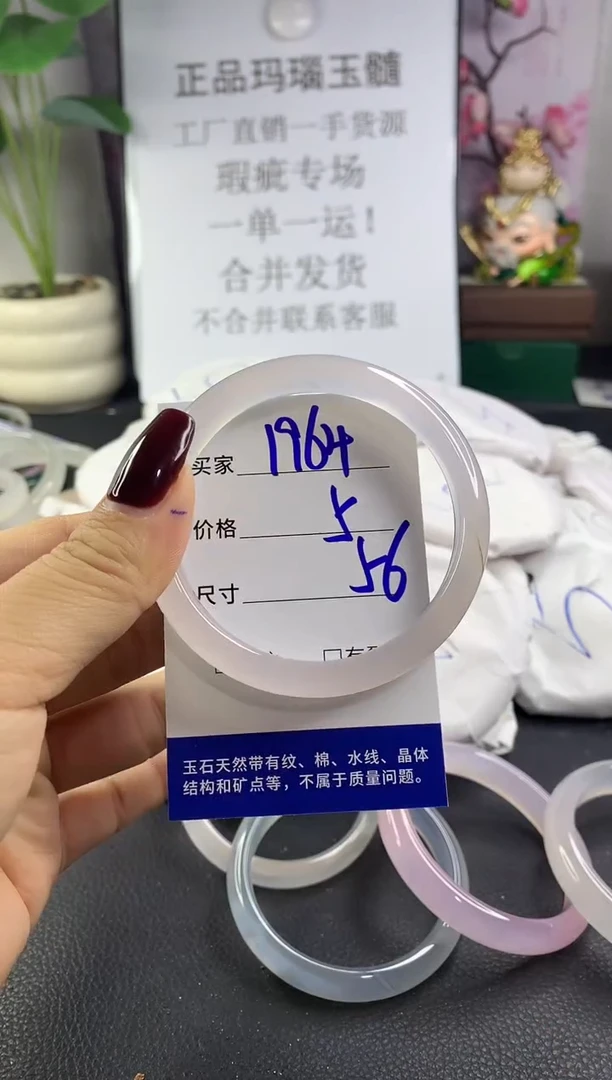 正品玛瑙玉髓
工厂直销一手货源
瑕疵专场
一单一运!
合并发货
不合并联系客服
买家 1964
价格 5
尺寸 56
玉石天然带有纹、棉、水线、晶体
结构和矿点等，不属于质量问题。